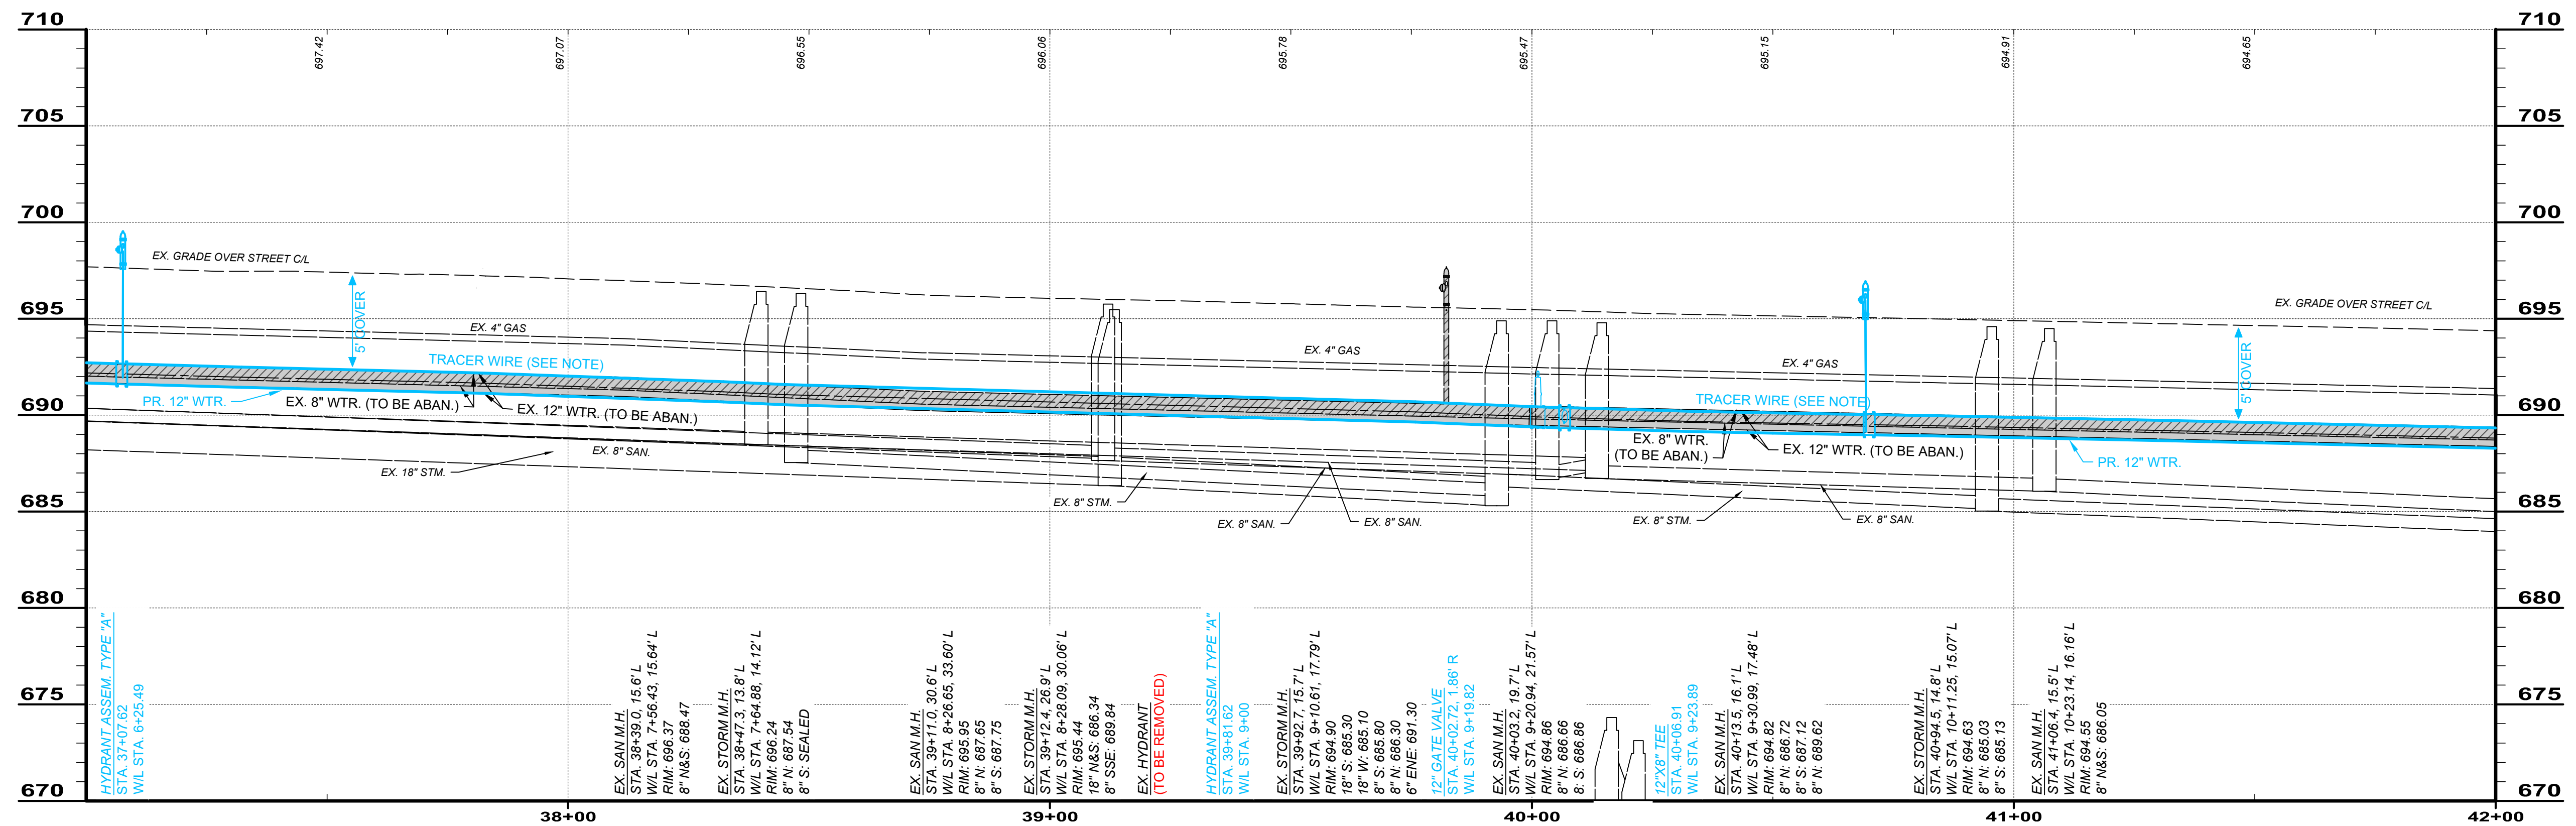 710
710
697.42
697.07
696.55
696.06
695.78
695.47
695.15
694.91
694.65
705
705
700
700
EX. GRADE OVER STREET C/L
5' COVER
EX. GRADE OVER STREET C/L
695
695
EX. 4" GAS
EX. 4" GAS
EX. 4" GAS
5' COVER
TRACER WIRE (SEE NOTE)
TRACER WIRE (SEE NOTE)
690
690
PR. 12" WTR.
EX. 8" WTR. (TO BE ABAN.)
EX. 12" WTR. (TO BE ABAN.)
EX. 8" WTR.
(TO BE ABAN.)
EX. 12" WTR. (TO BE ABAN.)
PR. 12" WTR.
EX. 8" SAN.
EX. 18" STM.
EX. 8" STM.
EX. 8" SAN.
EX. 8" SAN.
EX. 8" STM.
EX. 8" SAN.
685
685
680
680
675
675
670
670
HYDRANT ASSEM. TYPE "A"
STA. 37+07.62
W/L STA. 6+25.49
EX. SAN M.H.
STA. 38+39.0, 15.6' L
W/L STA. 7+56.43, 15.64' L
RIM: 696.37
8" N&S: 688.47
EX. STORM M.H.
STA. 38+47.3, 13.8' L
W/L STA. 7+64.88, 14.12' L
RIM: 696.24
8" N: 687.54
8" S: SEALED
EX. SAN M.H.
STA. 39+11.0, 30.6' L
W/L STA. 8+26.65, 33.60' L
RIM: 695.95
8" N: 687.65
8" S: 687.75
EX. STORM M.H.
STA. 39+12.4, 26.9' L
W/L STA. 8+28.09, 30.06' L
RIM: 695.44
18" N&S: 686.34
8" SSE: 689.84
EX. HYDRANT
(TO BE REMOVED)
HYDRANT ASSEM. TYPE "A"
STA. 39+81.62
W/L STA. 9+00
EX. STORM M.H.
STA. 39+92.7, 15.7' L
W/L STA. 9+10.61, 17.79' L
RIM: 694.90
18" S: 685.30
18" W: 685.10
8" S: 685.80
8" N: 686.30
6" ENE: 691.30
12" GATE VALVE
STA. 40+02.72, 1.86' R
W/L STA. 9+19.82
EX. SAN M.H.
STA. 40+03.2, 19.7' L
W/L STA. 9+20.94, 21.57' L
RIM: 694.86
8" N: 686.66
8: S: 686.86
12"X8" TEE
STA. 40+06.91
W/L STA. 9+23.89
EX. SAN M.H.
STA. 40+13.5, 16.1' L
W/L STA. 9+30.99, 17.48' L
RIM: 694.82
8" N: 686.72
8" S: 687.12
8" N: 689.62
EX. STORM M.H.
STA. 40+94.5, 14.8' L
W/L STA. 10+11.25, 15.07' L
RIM: 694.63
8" N: 685.03
8" S: 685.13
EX. SAN M.H.
STA. 41+06.4, 15.5' L
W/L STA. 10+23.14, 16.16' L
RIM: 694.55
8" N&S: 686.05
38+00
39+00
40+00
41+00
42+00